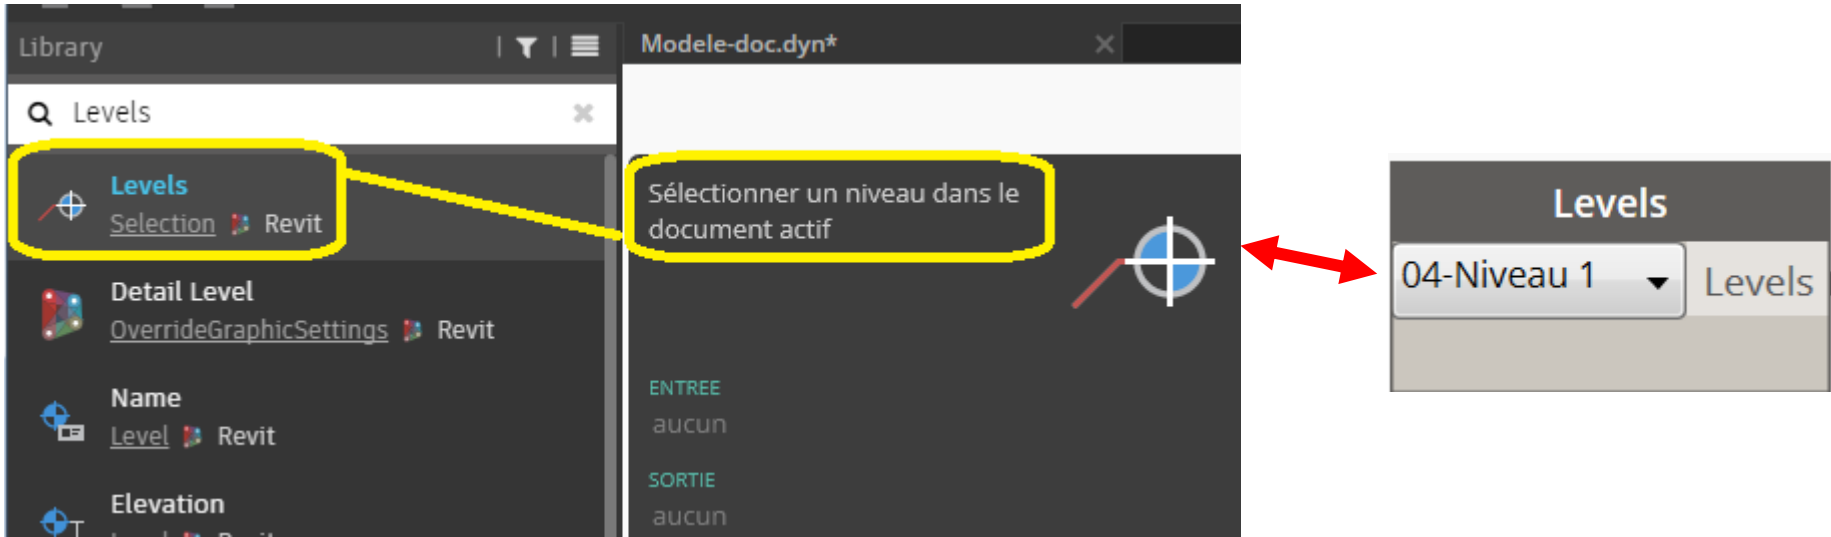 Library
Levels
Levels
Selection Revit
Detail Level
OverrideGraphicSettings Revit
Name
Level Revit
Elevation
Modele-doc.dyn*
Sélectionner un niveau dans le
document actif
ENTREE
aucun
SORTIE
aucun
Levels
04-Niveau 1
Levels